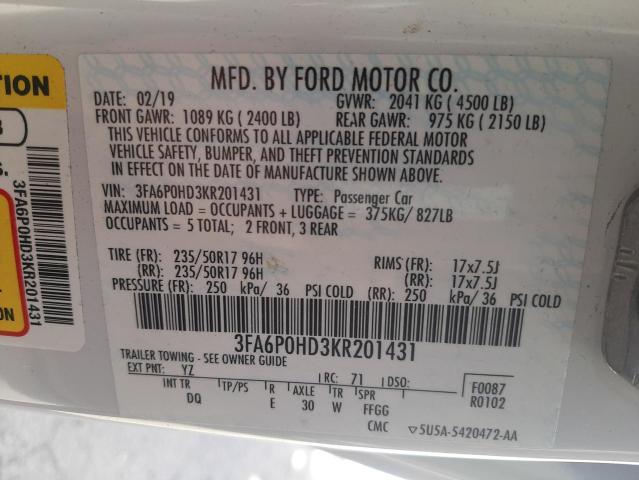 TION
3
S.
3FA6P0HD3KR201431
MFD. BY FORD MOTOR CO.
DATE: 02/19 GVWR: 2041 KG ( 4500 LB)
FRONT GAWR: 1089 KG ( 2400 LB) REAR GAWR: 975 KG ( 2150 LB)
THIS VEHICLE CONFORMS TO ALL APPLICABLE FEDERAL MOTOR
VEHICLE SAFETY, BUMPER, AND THEFT PREVENTION STANDARDS
IN EFFECT ON THE DATE OF MANUFACTURE SHOWN ABOVE.
VIN: 3FA6P0HD3KR201431 TYPE: Passenger Car
MAXIMUM LOAD = OCCUPANTS + LUGGAGE = 375KG/ 827LB
OCCUPANTS = 5 TOTAL; 2 FRONT, 3 REAR
TIRE (FR): 235/50R17 96H RIMS (FR): 17x7.5J
(RR): 235/50R17 96H (RR): 17x7.5J
PRESSURE (FR): 250 kPa/ 36 PSI COLD (RR): 250 kPa/ 36 PSI COLD
3FA6P0HD3KR201431
TRAILER TOWING - SEE OWNER GUIDE
EXT PNT: YZ RC: 71 DSO: F0087
INT TR TP/PS R AXLE TR SPR R0102
DQ E 30 W FFGG
CMC ▽5U5A-5420472-AA